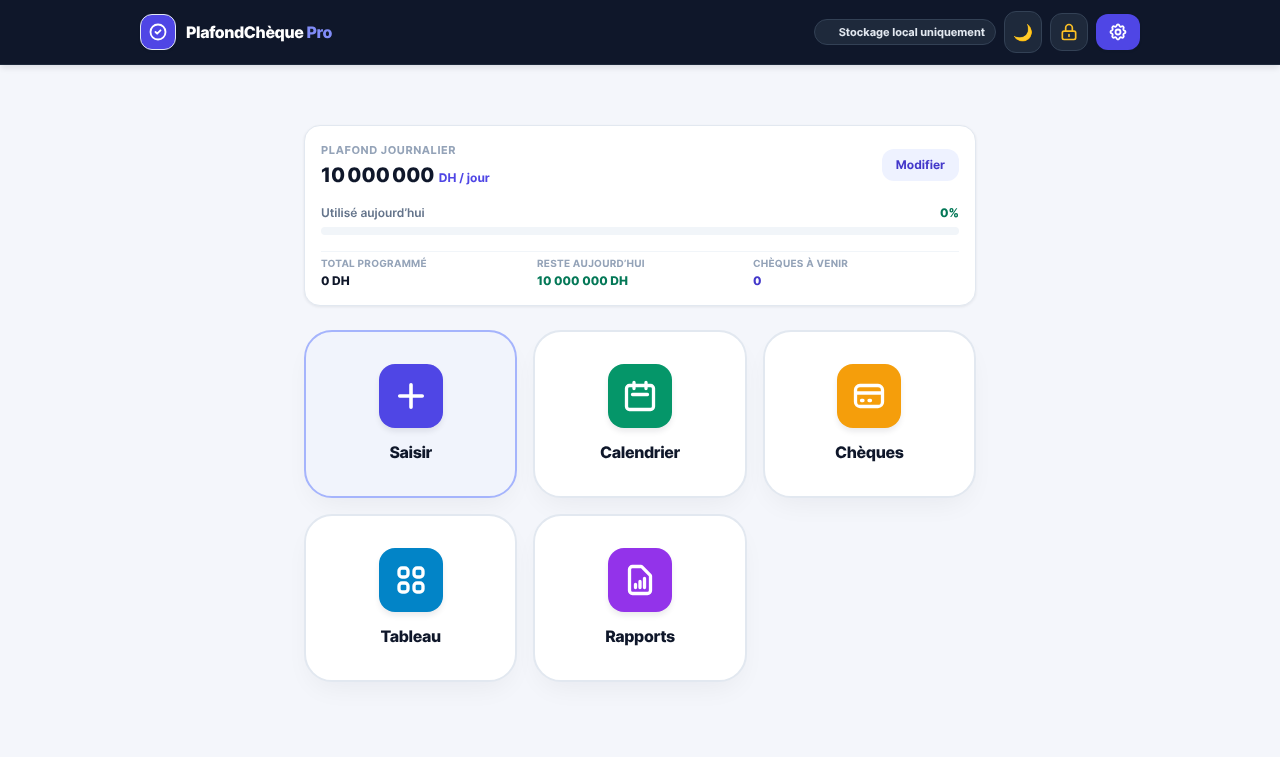 PlafondChèque Pro
Stockage local uniquement
PLAFOND JOURNALIER
10 000 000 DH / jour
Modifier
Utilisé aujourd'hui
0%
TOTAL PROGRAMMÉ
0 DH
RESTE AUJOURD'HUI
10 000 000 DH
CHÈQUES À VENIR
0
Saisir
Calendrier
Chèques
Tableau
Rapports